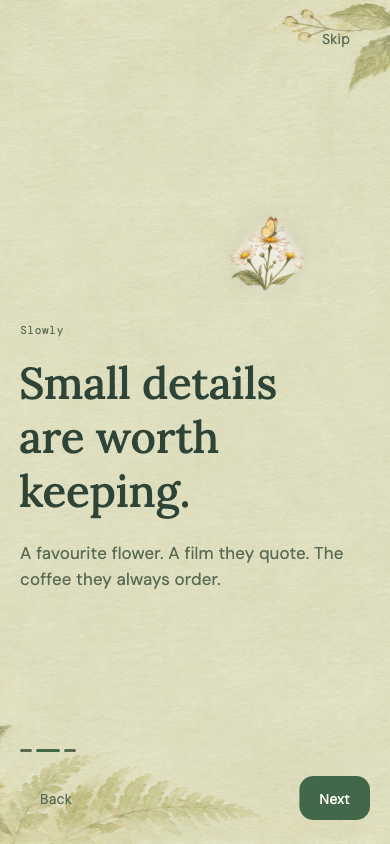 Skip
Slowly
Small details
are worth
keeping.
A favourite flower. A film they quote. The
coffee they always order.
Back
Next